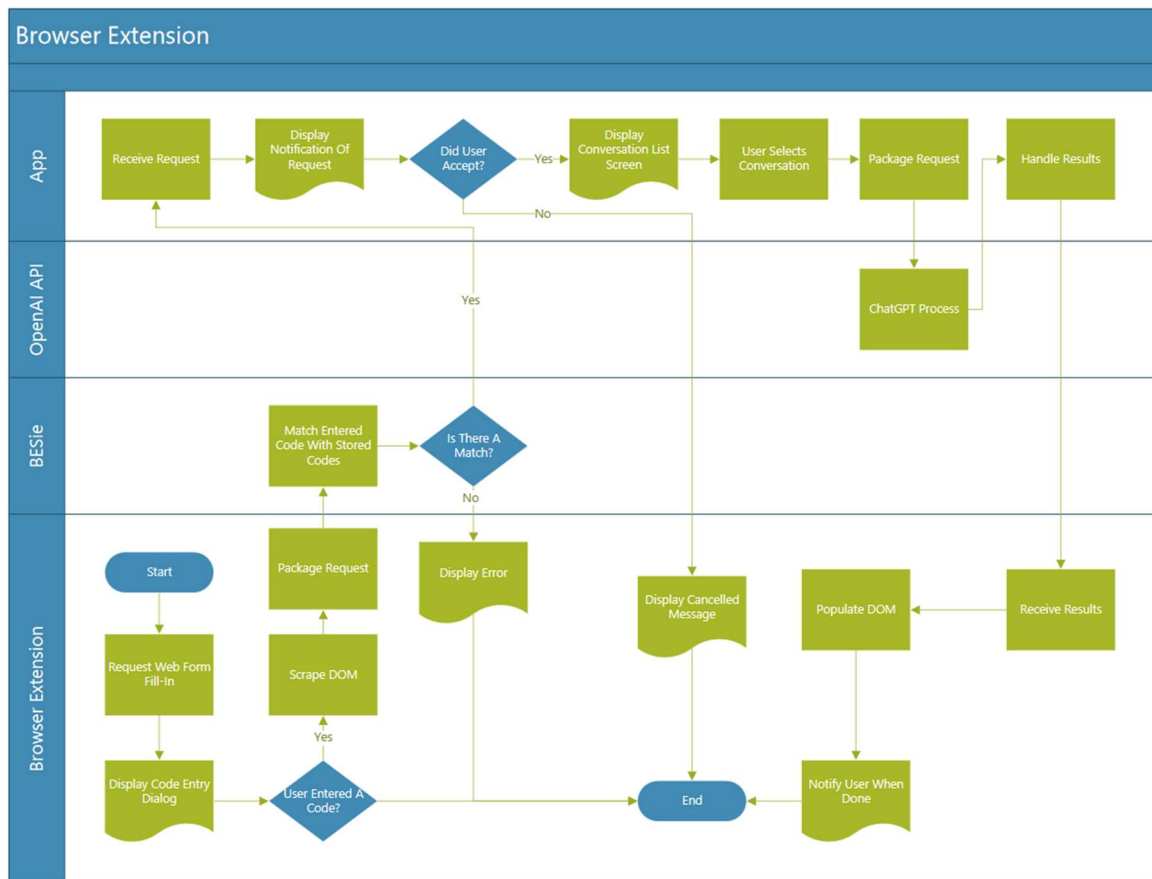 Browser Extension
App
Receive Request
Display
Notification Of
Request
Did User
Accept?
Yes
Display
Conversation List
Screen
User Selects
Conversation
Package Request
Handle Results
No
OpenAI API
Yes
ChatGPT Process
BESie
Match Entered
Code With Stored
Codes
Is There A
Match?
No
Browser Extension
Start
Package Request
Display Error
Display Cancelled
Message
Populate DOM
Receive Results
Request Web Form
Fill-In
Scrape DOM
Yes
Display Code Entry
Dialog
User Entered A
Code?
End
Notify User When
Done